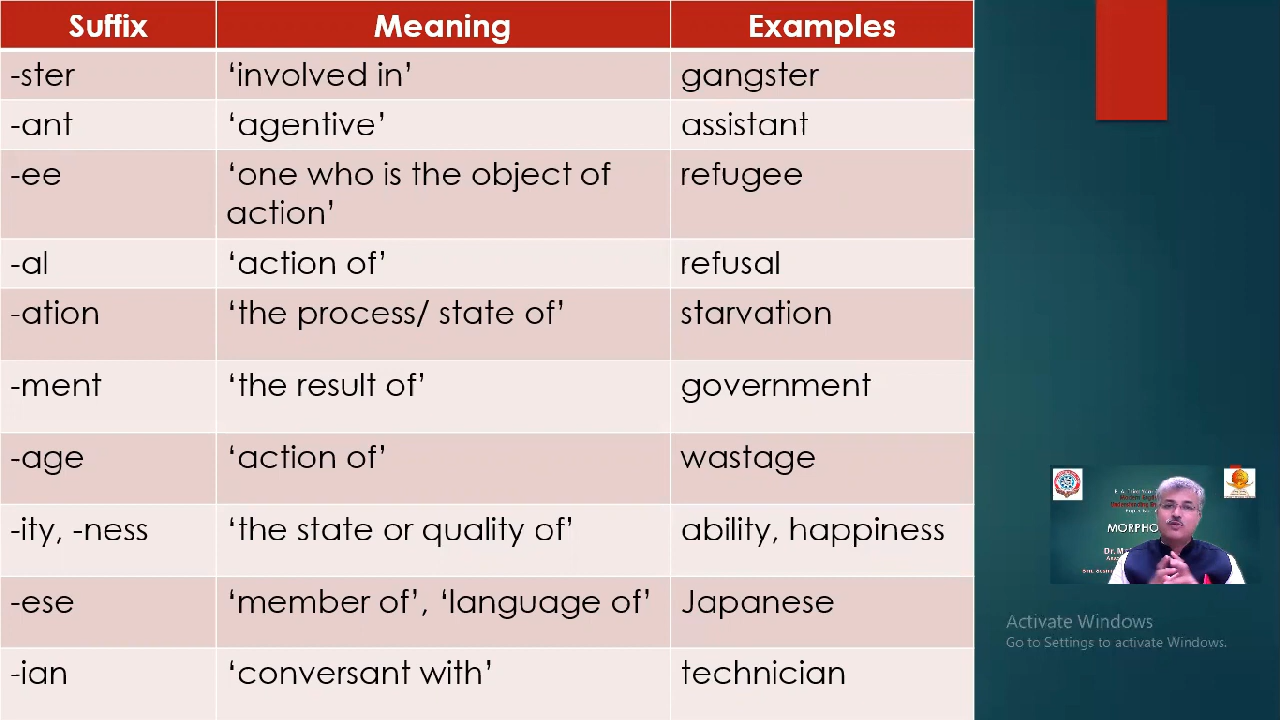 Suffix Meaning Examples
-ster ‘involved in’ gangster
-ant ‘agentive’ assistant
-ee ‘one who is the object of refugee
action’
-al ‘action of’ refusal
-ation ‘the process/ state of’ starvation
-ment ‘the result of’ government
-age ‘action of’ wastage
-ity, -ness ‘the state or quality of’ ability, happiness
-ese ‘member of’, ‘language of’ Japanese
-ian ‘conversant with’ technician
MORPHO
Activate Windows
Go to Settings to activate Windows.